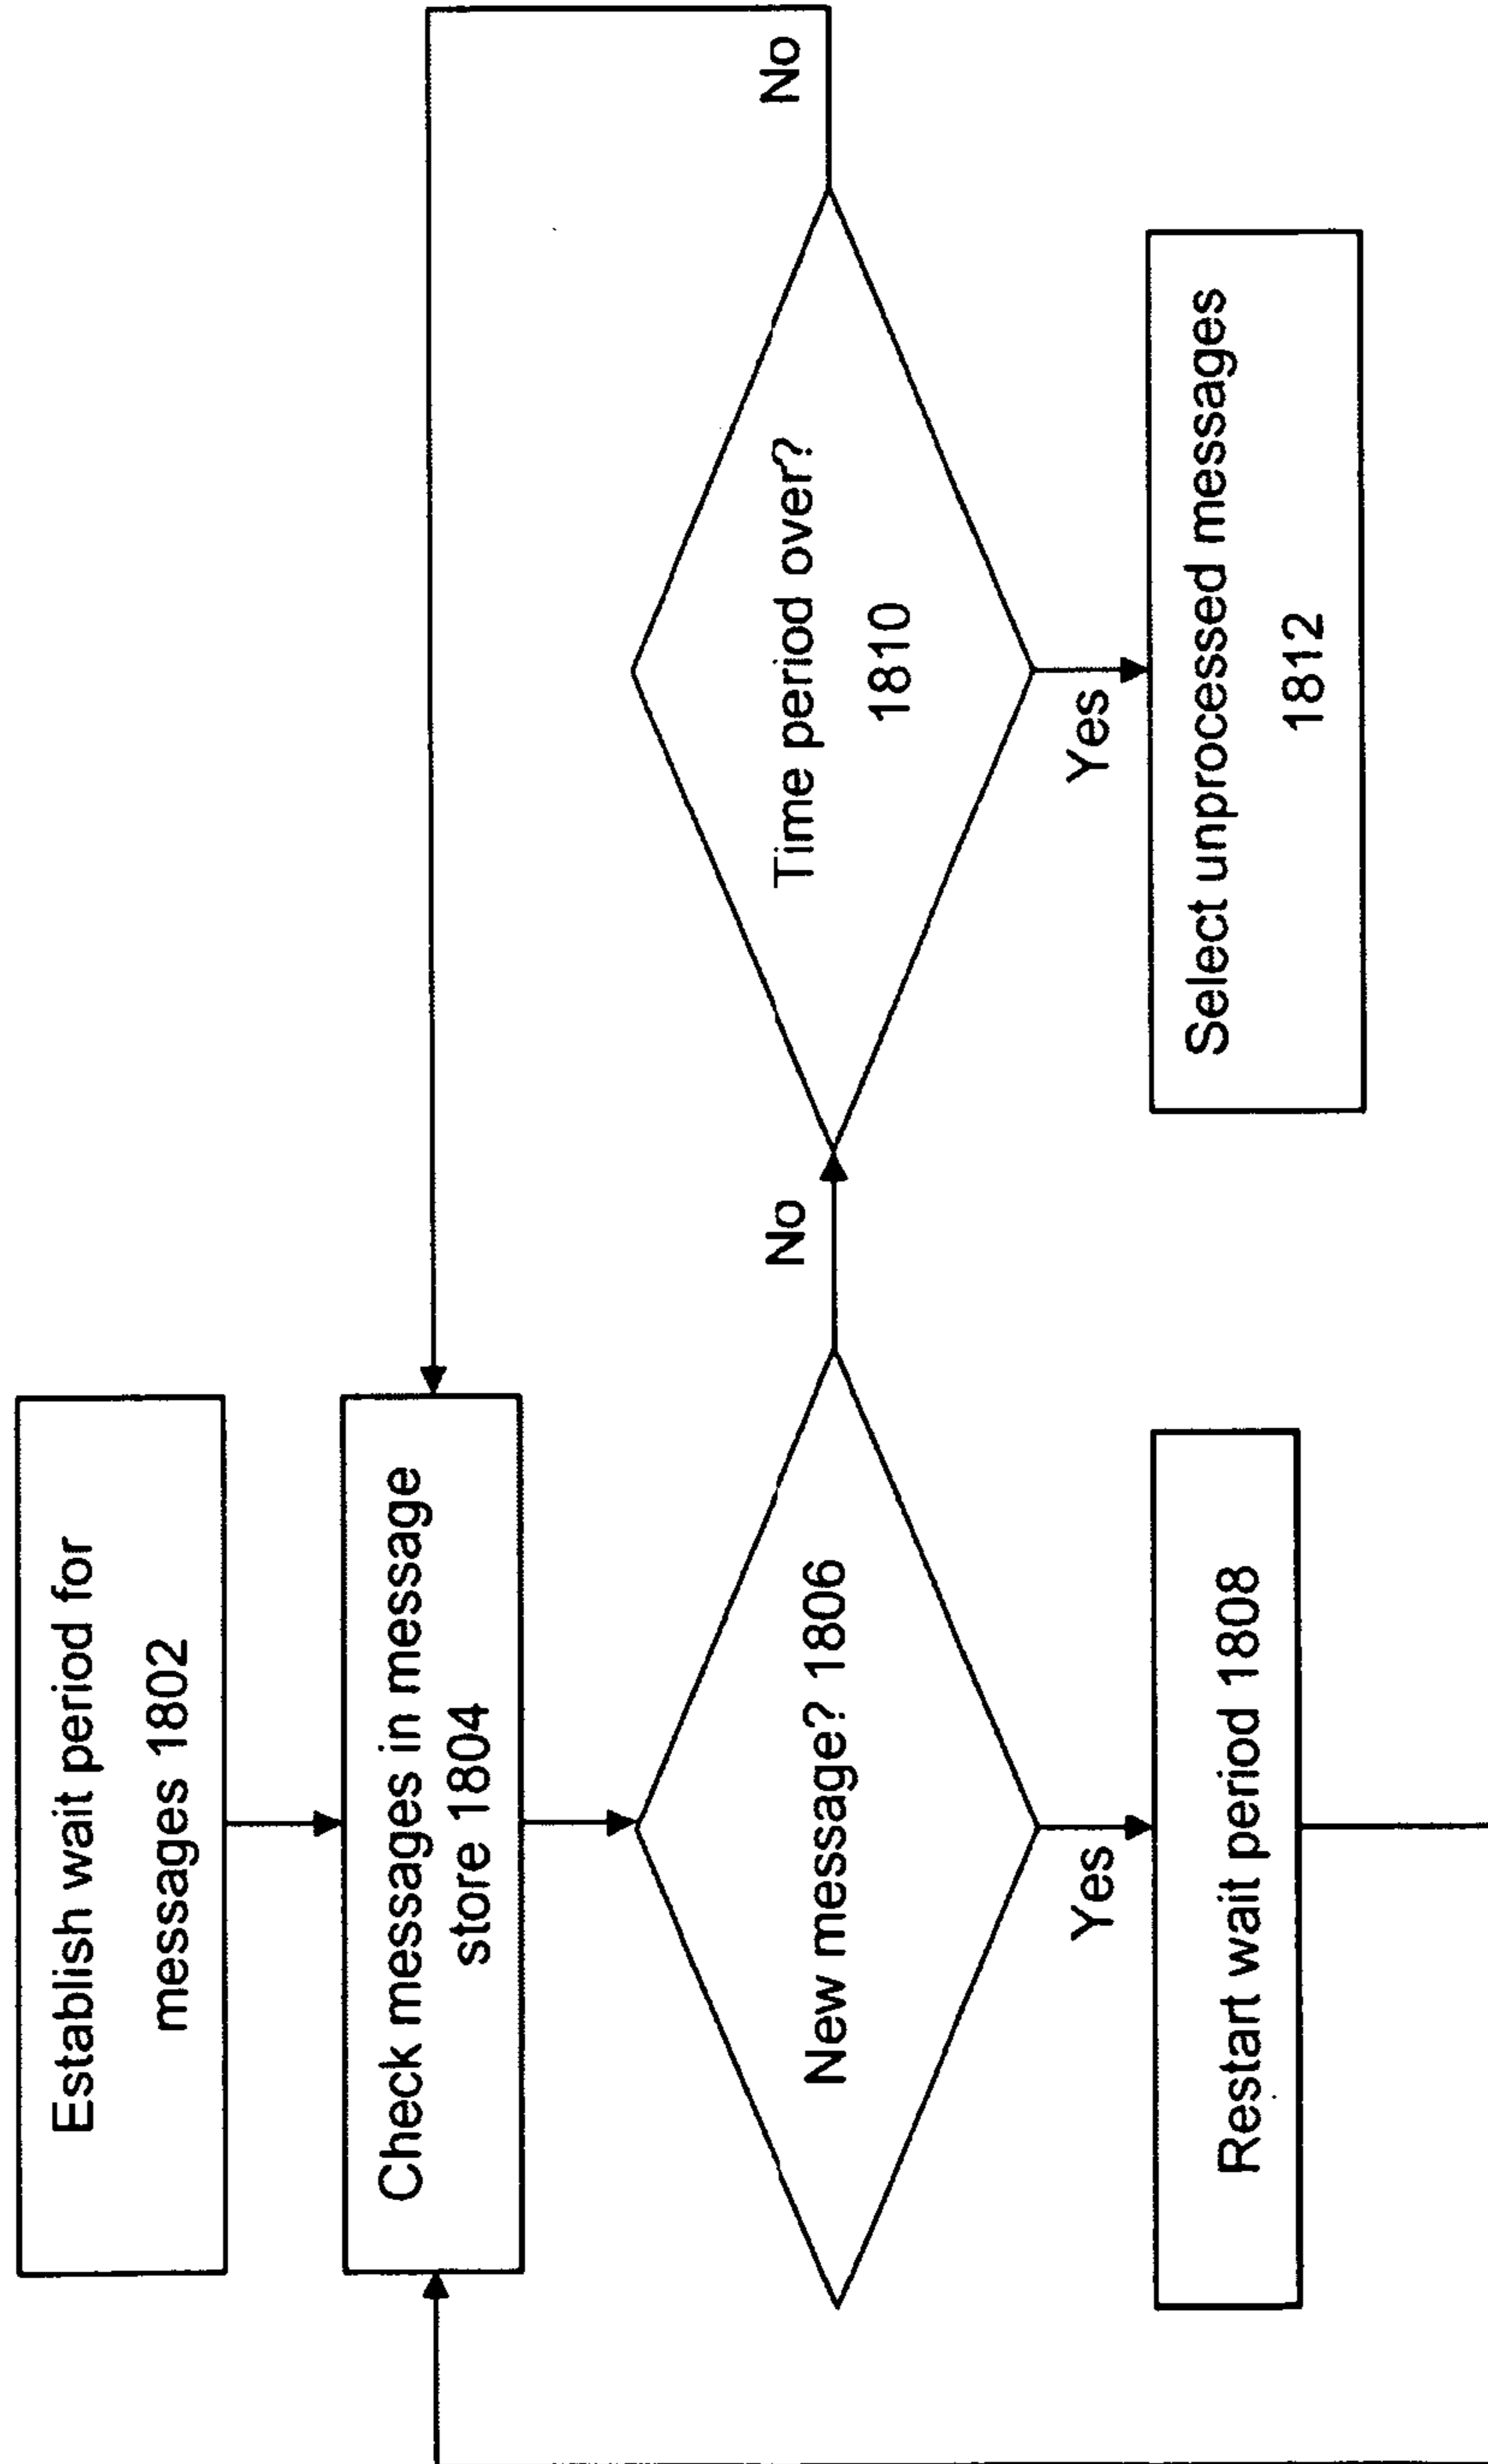 Establish wait period for
messages 1802
Check messages in message
store 1804
New message? 1806
No
Time period over?
1810
No
Yes
Restart wait period 1808
Yes
Select unprocessed messages
1812